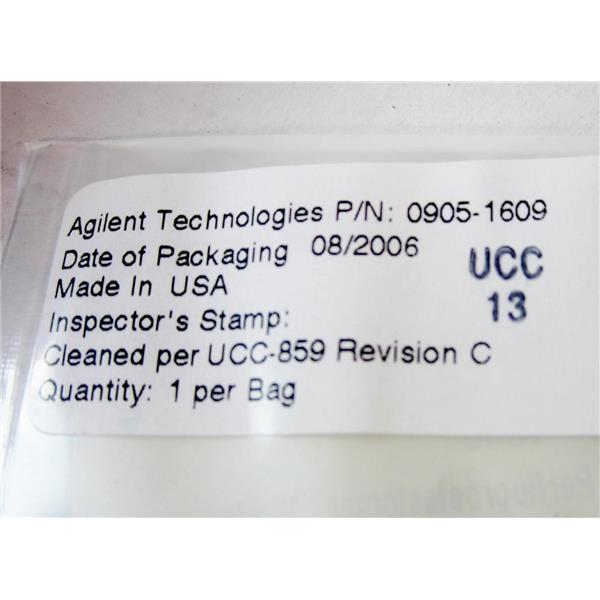 Agilent Technologies P/N: 0905-1609
Date of Packaging 08/2006
Made In USA
Inspector's Stamp:
UCC
13
Cleaned per UCC-859 Revision C
Quantity: 1 per Bag